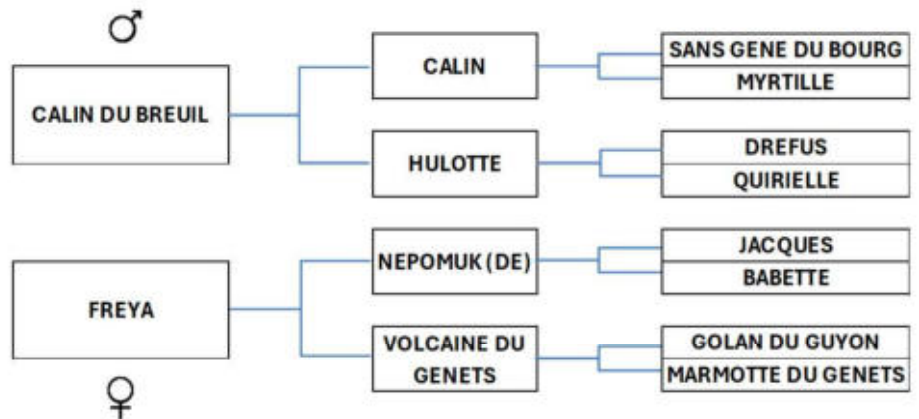 ♂
CALIN DU BREUIL
CALIN
SANS GENE DU BOURG
MYRTILLE
HULOTTE
DREFUS
QUIRIELLE
FREYA
NEPOMUK (DE)
JACQUES
BABETTE
VOLCAINE DU
GENETS
GOLAN DU GUYON
MARMOTTE DU GENETS
♀